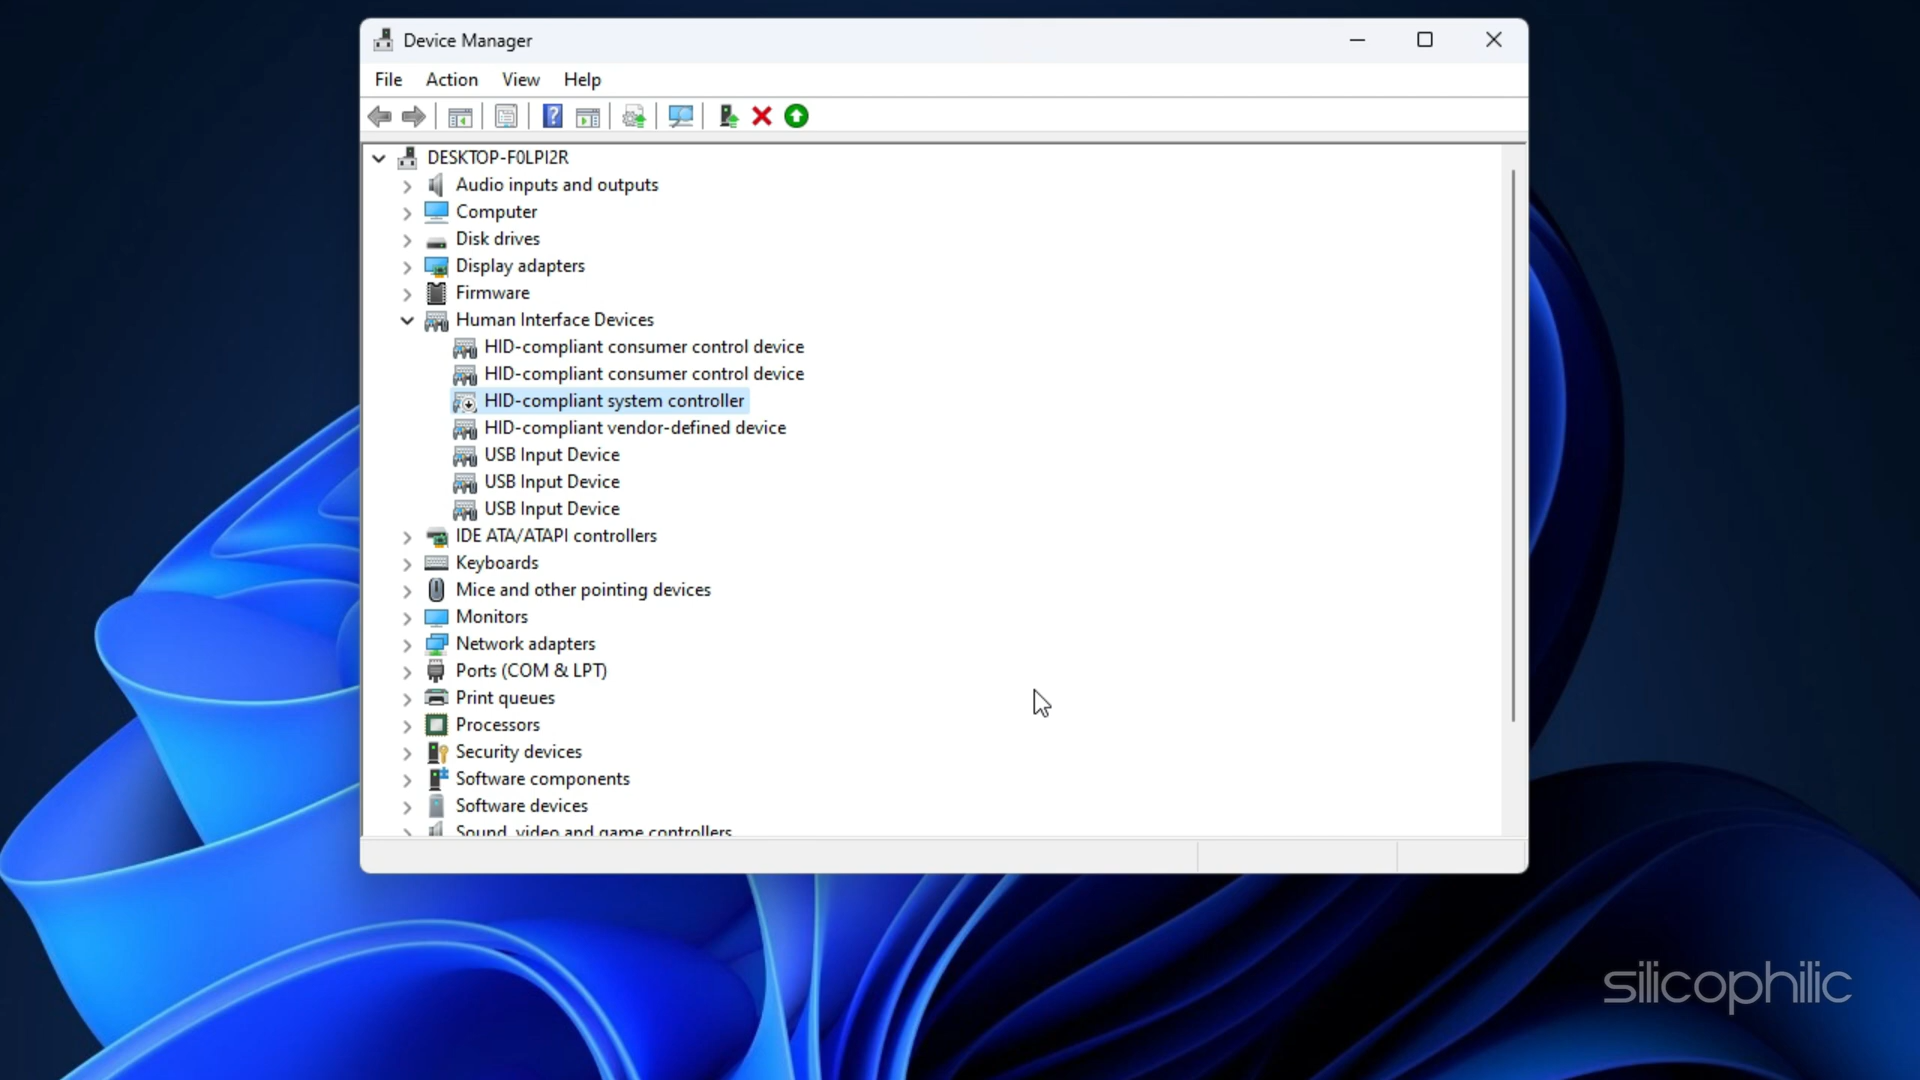 Device Manager
File Action View Help
DESKTOP-F0LPI2R
Audio inputs and outputs
Computer
Disk drives
Display adapters
Firmware
Human Interface Devices
HID-compliant consumer control device
HID-compliant consumer control device
HID-compliant system controller
HID-compliant vendor-defined device
USB Input Device
USB Input Device
USB Input Device
IDE ATA/ATAPI controllers
Keyboards
Mice and other pointing devices
Monitors
Network adapters
Ports (COM & LPT)
Print queues
Processors
Security devices
Software components
Software devices
Sound, video and game controllers
silicophilic